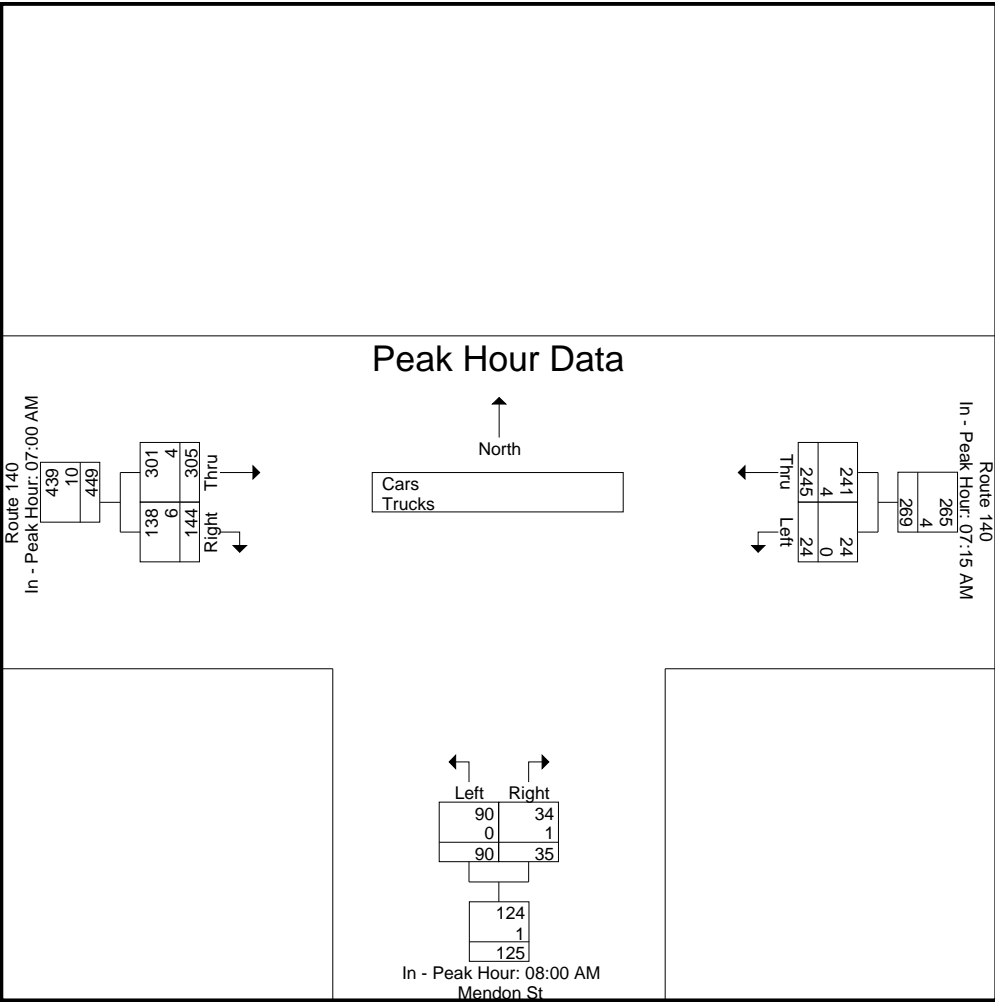 Peak Hour Data
North
Cars
Trucks
Route 140
In - Peak Hour: 07:00 AM
439
10
449
301
4
305
Thru
138
6
144
Right
Route 140
In - Peak Hour: 07:15 AM
265
4
269
241
4
245
Thru
24
0
24
Left
Left Right
90 34
0 1
90 35
124
1
125
In - Peak Hour: 08:00 AM
Mendon St